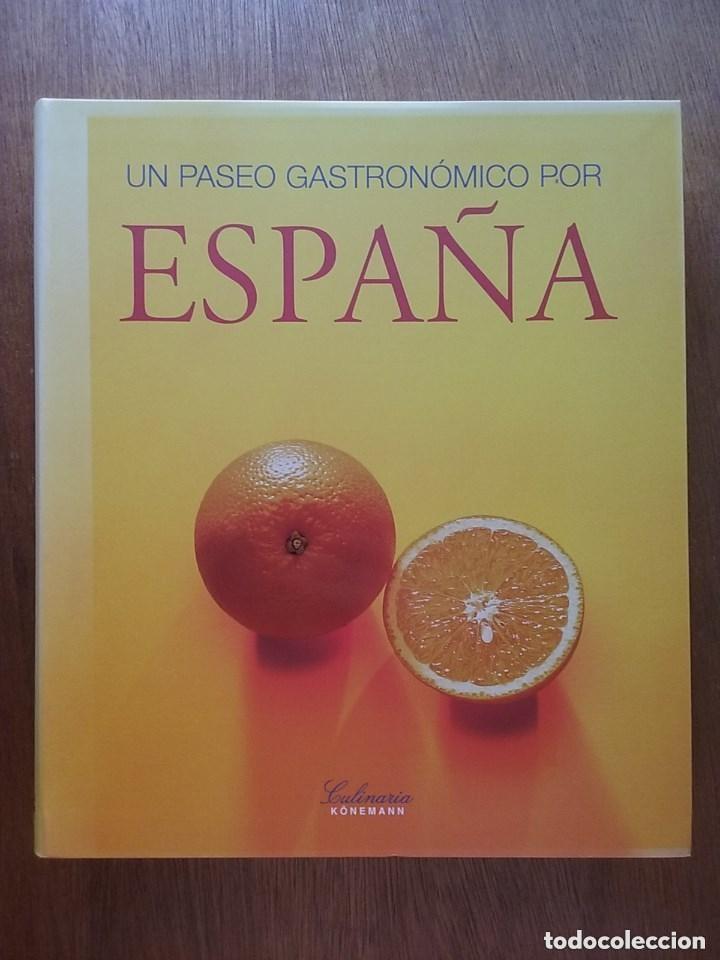 UN PASEO GASTRONÓMICO POR
ESPAÑA
Culinaria
KÖNEMANN
todocoleccion